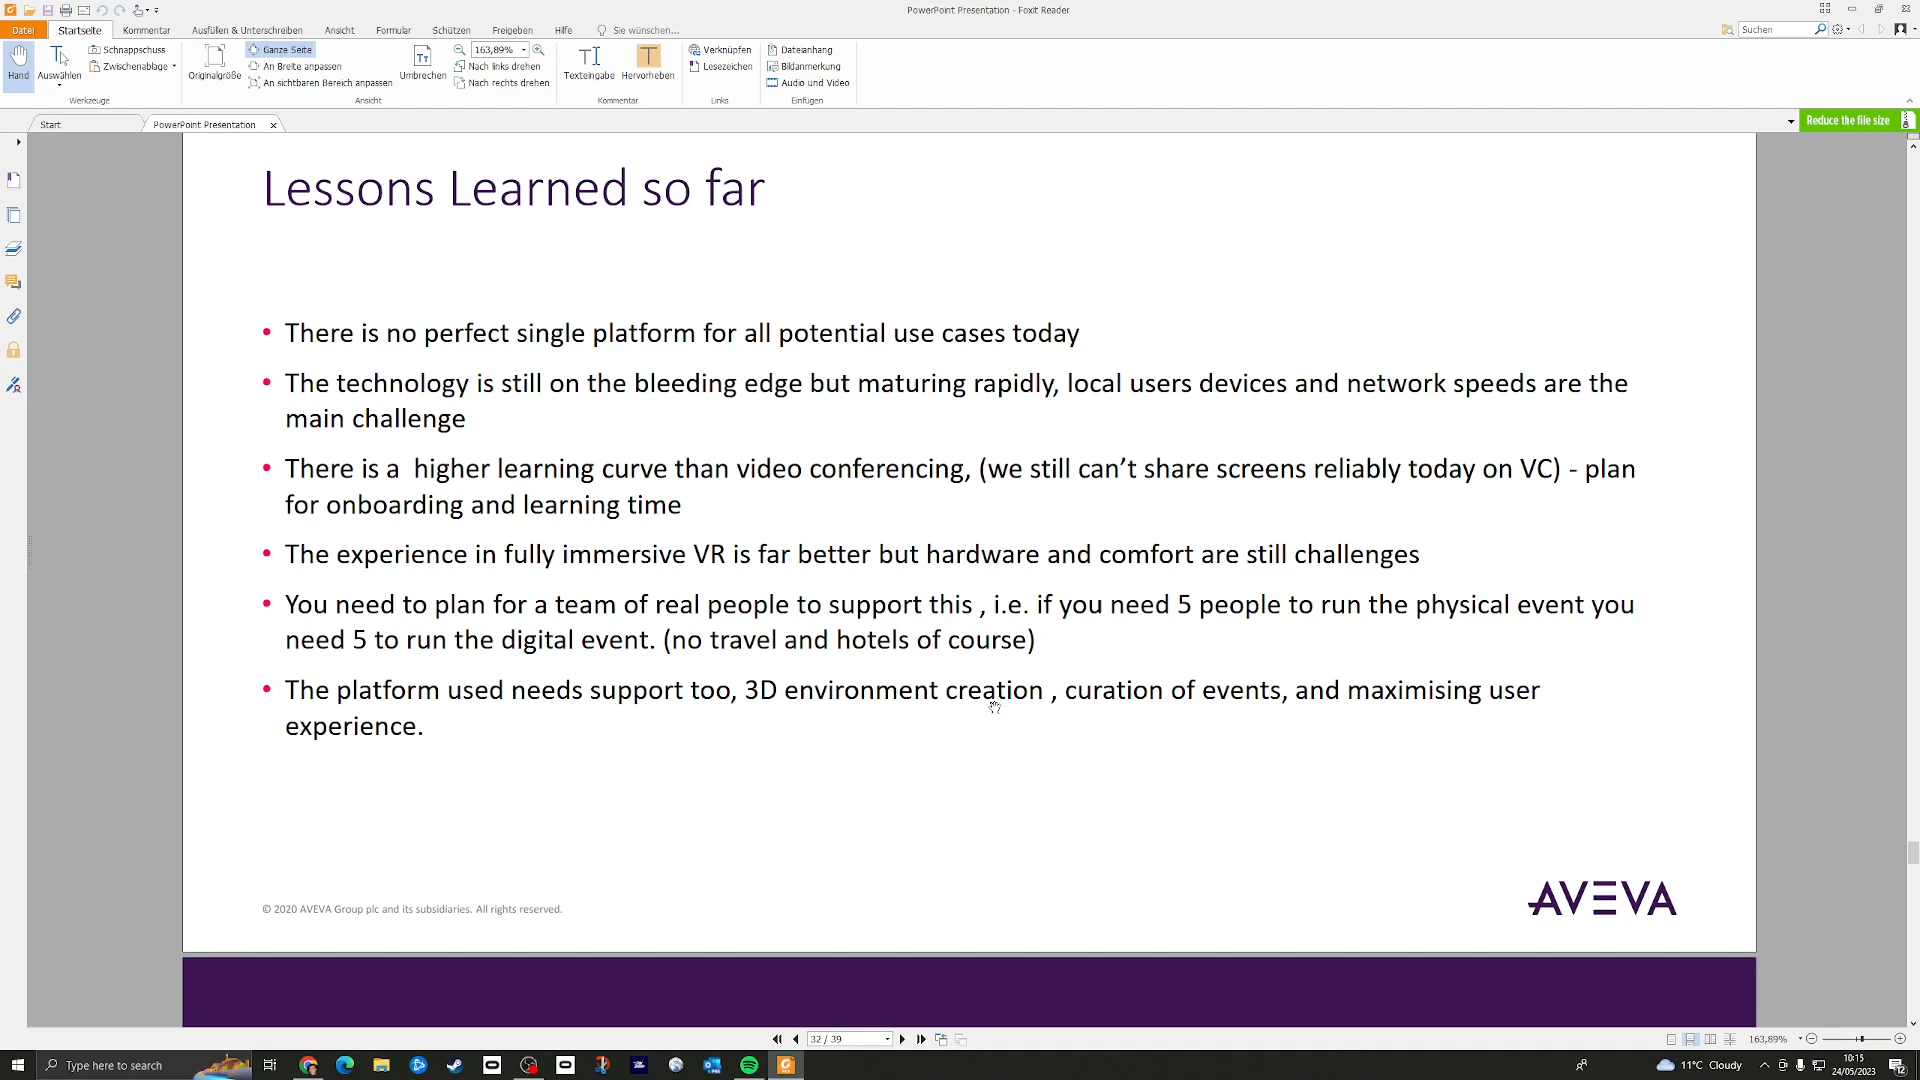 PowerPoint Presentation - Foxit Reader
Datei Startseite Kommentar Ausfüllen & Unterschreiben Ansicht Formular Schützen Freigeben Hilfe Sie wünschen... Suchen
Hand
Auswählen
Schnappschuss
Zwischenablage
Werkzeuge
Originalgröße
Ganze Seite
An Breite anpassen
An sichtbaren Bereich anpassen
Umbrechen
163,89%
Nach links drehen
Nach rechts drehen
Ansicht
Texteingabe
Hervorheben
Kommentar
Verknüpfen
Lesezeichen
Links
Dateianhang
Bildanmerkung
Audio und Video
Einfügen
Start PowerPoint Presentation
Reduce the file size
Lessons Learned so far
• There is no perfect single platform for all potential use cases today
• The technology is still on the bleeding edge but maturing rapidly, local users devices and network speeds are the
main challenge
• There is a  higher learning curve than video conferencing, (we still can’t share screens reliably today on VC) - plan
for onboarding and learning time
• The experience in fully immersive VR is far better but hardware and comfort are still challenges
• You need to plan for a team of real people to support this , i.e. if you need 5 people to run the physical event you
need 5 to run the digital event. (no travel and hotels of course)
• The platform used needs support too, 3D environment creation , curation of events, and maximising user
experience.
© 2020 AVEVA Group plc and its subsidiaries. All rights reserved.
AVEVA
32 / 39
163,89%
Type here to search
11°C Cloudy
10:15
24/05/2023
12